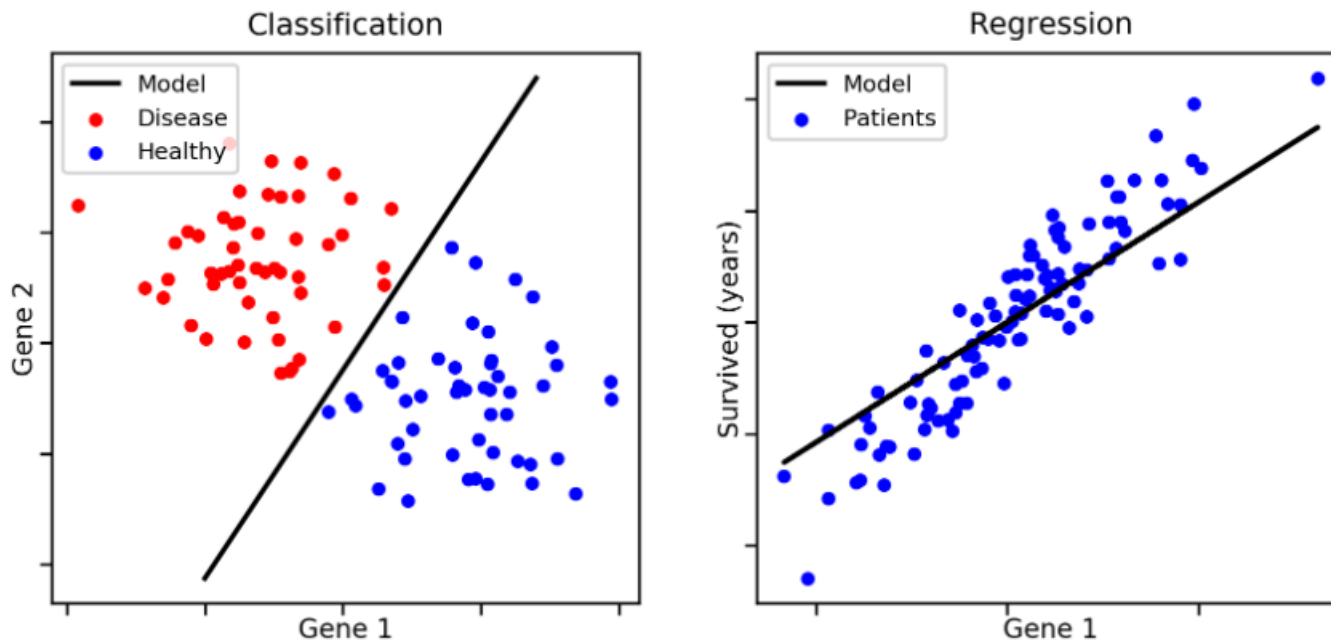 Classification
Model
Disease
Healthy
Gene 2
Gene 1
Regression
Model
Patients
Survived (years)
Gene 1